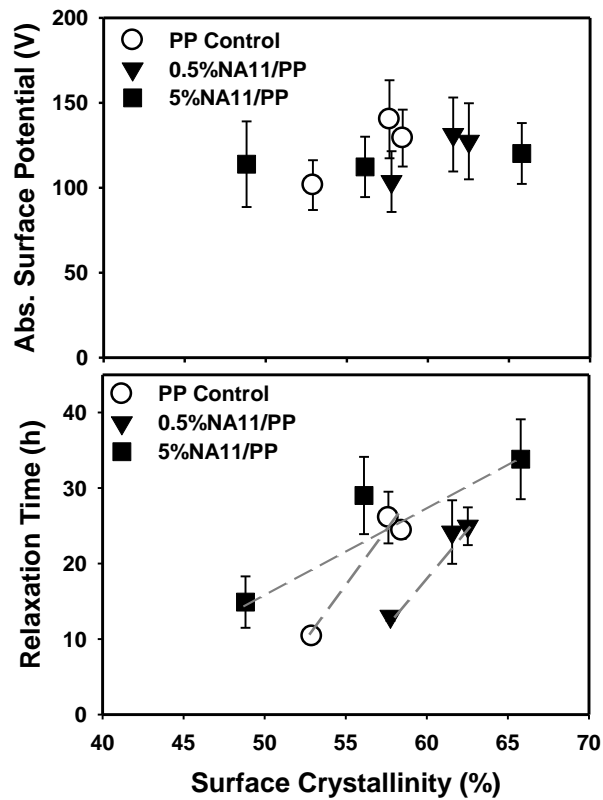 200
150
100
50
0
Abs. Surface Potential (V)
PP Control
0.5%NA11/PP
5%NA11/PP
40
30
20
10
0
Relaxation Time (h)
PP Control
0.5%NA11/PP
5%NA11/PP
40 45 50 55 60 65 70
Surface Crystallinity (%)